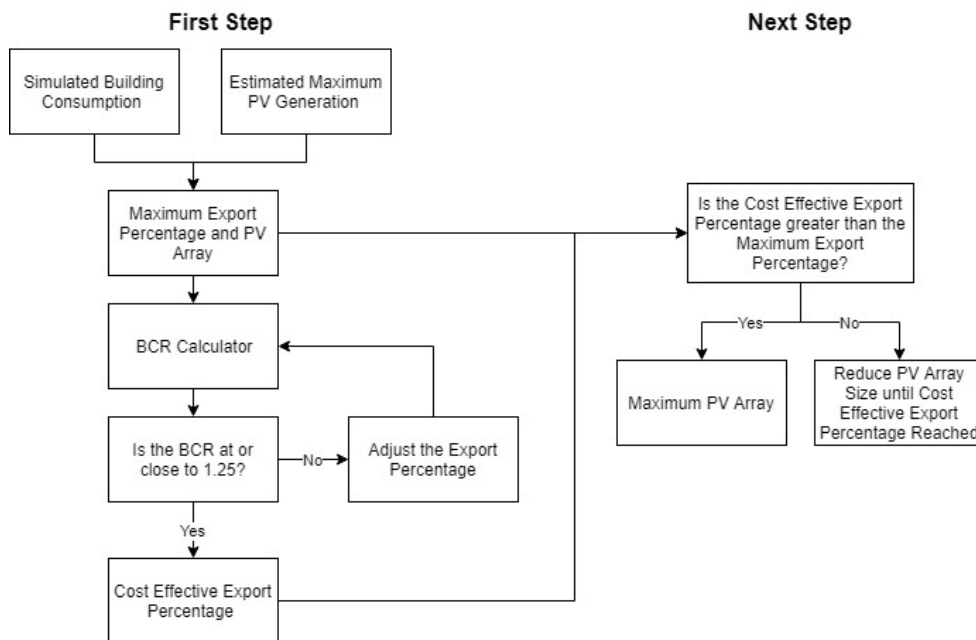 First Step
Next Step
Simulated Building
Consumption
Estimated Maximum
PV Generation
Maximum Export
Percentage and PV
Array
Is the Cost Effective Export
Percentage greater than the
Maximum Export
Percentage?
BCR Calculator
Yes
No
Maximum PV Array
Reduce PV Array
Size until Cost
Effective Export
Percentage Reached
Is the BCR at or
close to 1.25?
No
Adjust the Export
Percentage
Yes
Cost Effective Export
Percentage